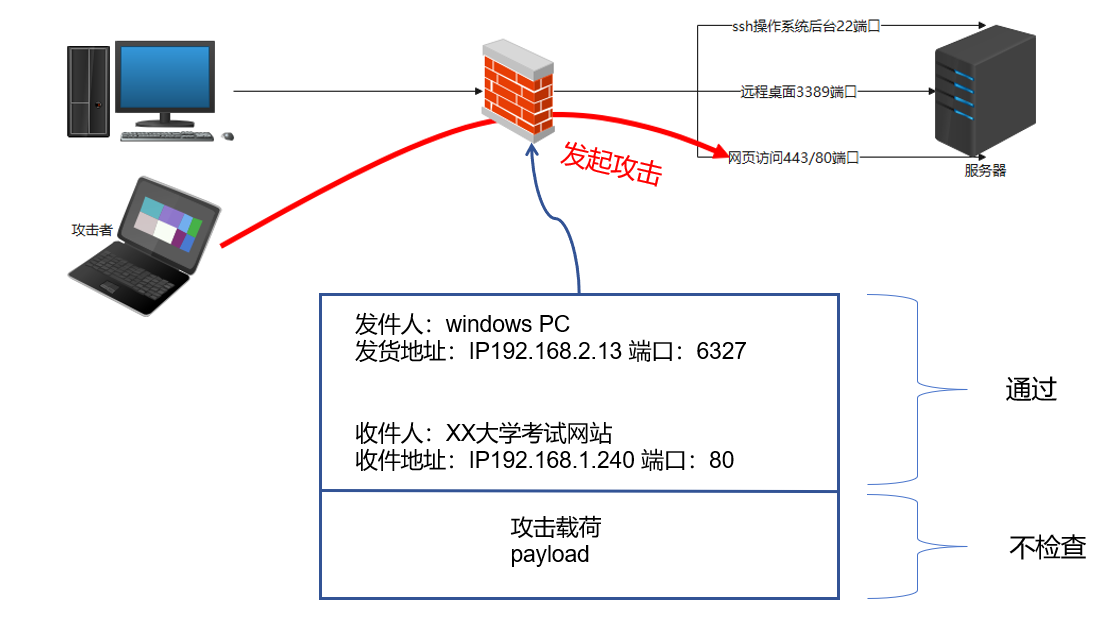 ssh操作系统后台22端口
远程桌面3389端口
网页访问443/80端口
服务器
发起攻击
攻击者
发件人：windows PC
发货地址：IP192.168.2.13 端口：6327
收件人：XX大学考试网站
收件地址：IP192.168.1.240 端口：80
通过
攻击载荷
payload
不检查